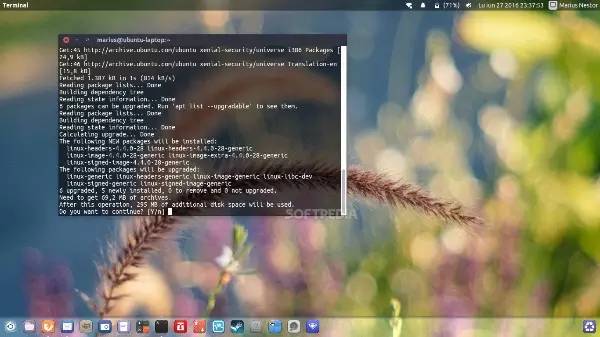 Terminal
(71%)
Lu iun 27 2016 23:37:53
Marius Nestor
marius@ubuntu-laptop:~
Get:45 http://archive.ubuntu.com/ubuntu xenial-security/universe i386 Packages [
24,9 kB]
Get:46 http://archive.ubuntu.com/ubuntu xenial-security/universe Translation-en
[15,8 kB]
Fetched 1.387 kB in 1s (814 kB/s)
Reading package lists... Done
Building dependency tree
Reading state information... Done
6 packages can be upgraded. Run 'apt list --upgradable' to see them.
Reading package lists... Done
Building dependency tree
Reading state information... Done
Calculating upgrade... Done
The following NEW packages will be installed:
linux-headers-4.4.0-28 linux-headers-4.4.0-28-generic
linux-image-4.4.0-28-generic linux-image-extra-4.4.0-28-generic
linux-signed-image-4.4.0-28-generic
The following packages will be upgraded:
linux-generic linux-headers-generic linux-image-generic linux-libc-dev
linux-signed-generic linux-signed-image-generic
6 upgraded, 5 newly installed, 0 to remove and 0 not upgraded.
Need to get 69,2 MB of archives.
After this operation, 295 MB of additional disk space will be used.
Do you want to continue? [Y/n]
SOFTPEDIA